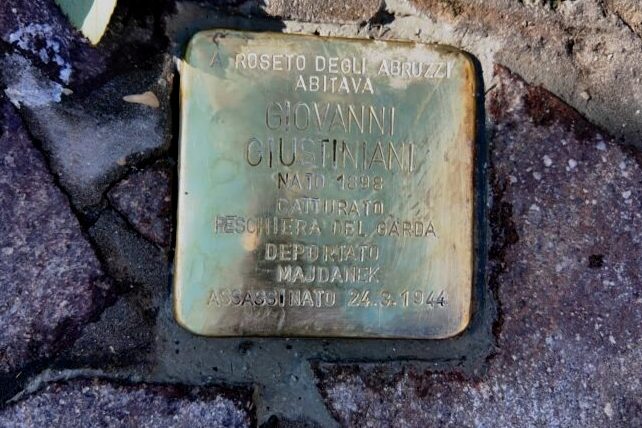 A ROSETO DEGLI ABRUZZI
ABITAVA
GIOVANNI
GIUSTINIANI
NATO 1898
CATTURATO
PESCHIERA DEL GARDA
DEPORTATO
MAJDANEK
ASSASSINATO 24.3.1944